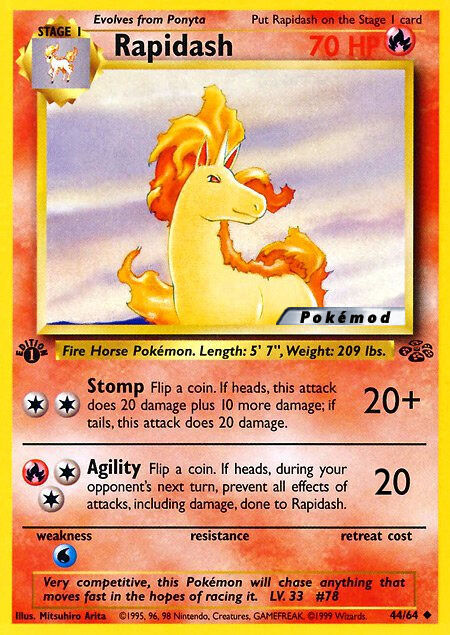 Evolves from Ponyta Put Rapidash on the Stage 1 card
STAGE 1
Rapidash 70 HP
Pokémod
EDITION
1
Fire Horse Pokémon. Length: 5' 7", Weight: 209 lbs.
Stomp Flip a coin. If heads, this attack
does 20 damage plus 10 more damage; if
tails, this attack does 20 damage.
20+
Agility Flip a coin. If heads, during your
opponent's next turn, prevent all effects of
attacks, including damage, done to Rapidash.
20
weakness resistance retreat cost
Very competitive, this Pokémon will chase anything that
moves fast in the hopes of racing it. LV. 33 #78
Illus. Mitsuhiro Arita ©1995, 96, 98 Nintendo, Creatures, GAMEFREAK. ©1999 Wizards. 44/64